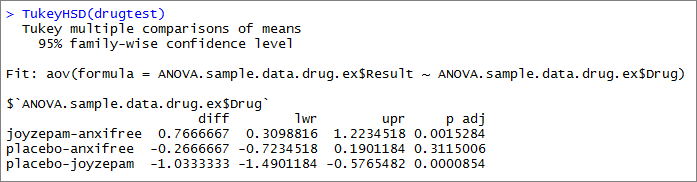 > TukeyHSD(drugtest)
  Tukey multiple comparisons of means
    95% family-wise confidence level

Fit: aov(formula = ANOVA.sample.data.drug.ex$Result ~ ANOVA.sample.data.drug.ex$Drug)

$`ANOVA.sample.data.drug.ex$Drug`
                        diff        lwr        upr     p adj
joyzepam-anxifree  0.7666667  0.3098816  1.2234518 0.0015284
placebo-anxifree  -0.2666667 -0.7234518  0.1901184 0.3115006
placebo-joyzepam  -1.0333333 -1.4901184 -0.5765482 0.0000854